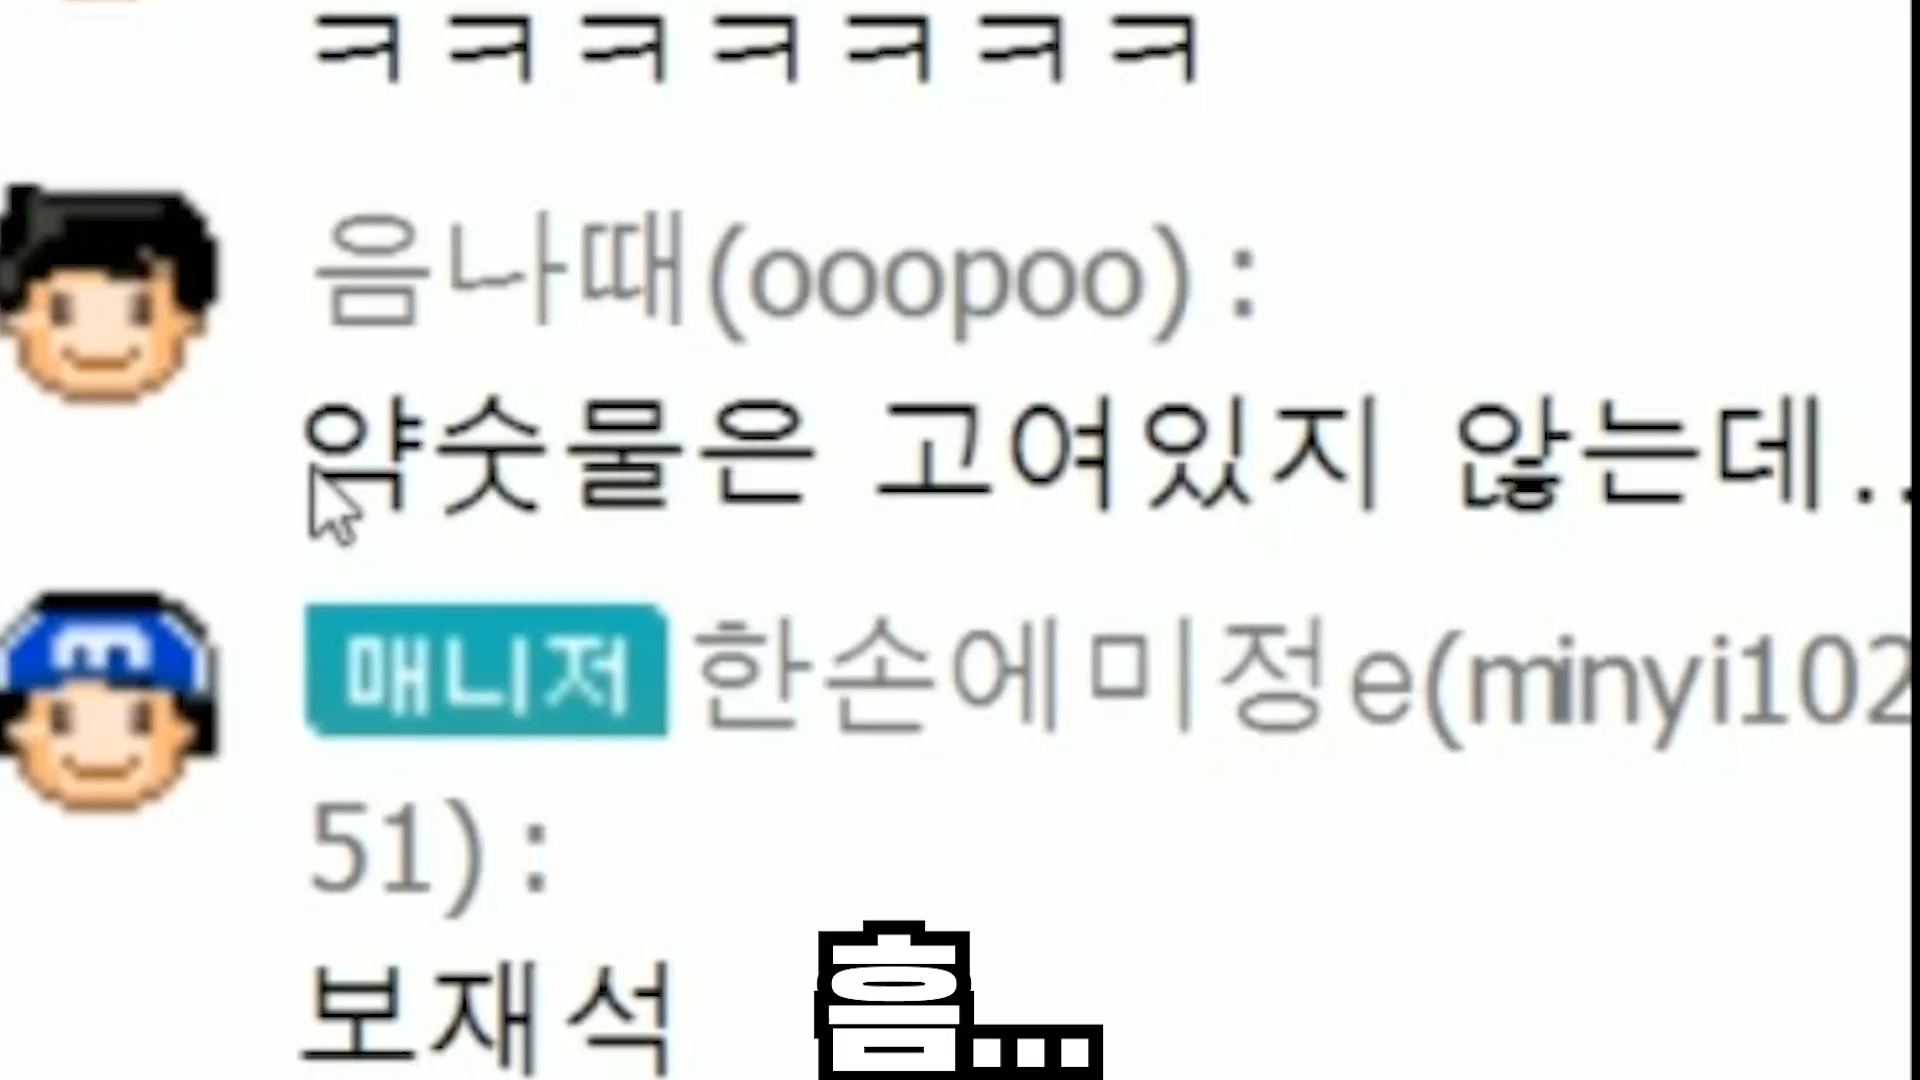 ㅋㅋㅋㅋㅋㅋㅋ
음나때(ooopoo) :
약숫물은 고여있지 않는데..
매니저 한손에미정e(minyi102
51) :
보재석
흠...